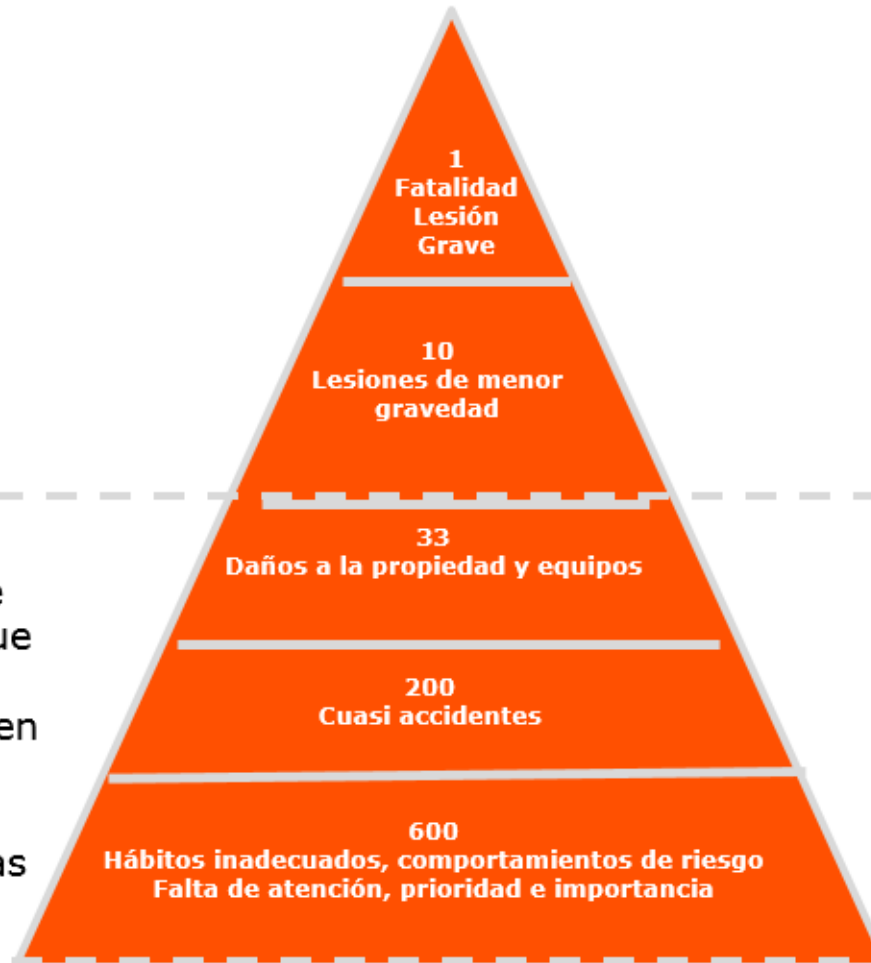 1
Fatalidad
Lesión
Grave
10
Lesiones de menor
gravedad
33
Daños a la propiedad y equipos
200
Cuasi accidentes
en
600
Hábitos inadecuados, comportamientos de riesgo
Falta de atención, prioridad e importancia